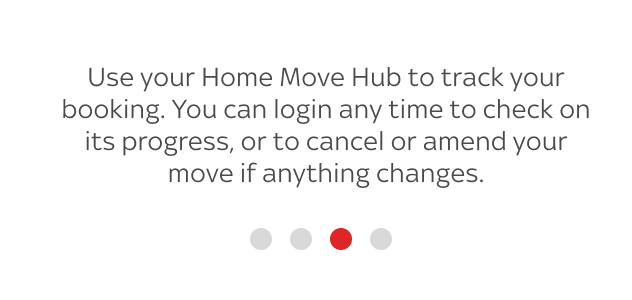 Use your Home Move Hub to track your
booking. You can login any time to check on
its progress, or to cancel or amend your
move if anything changes.